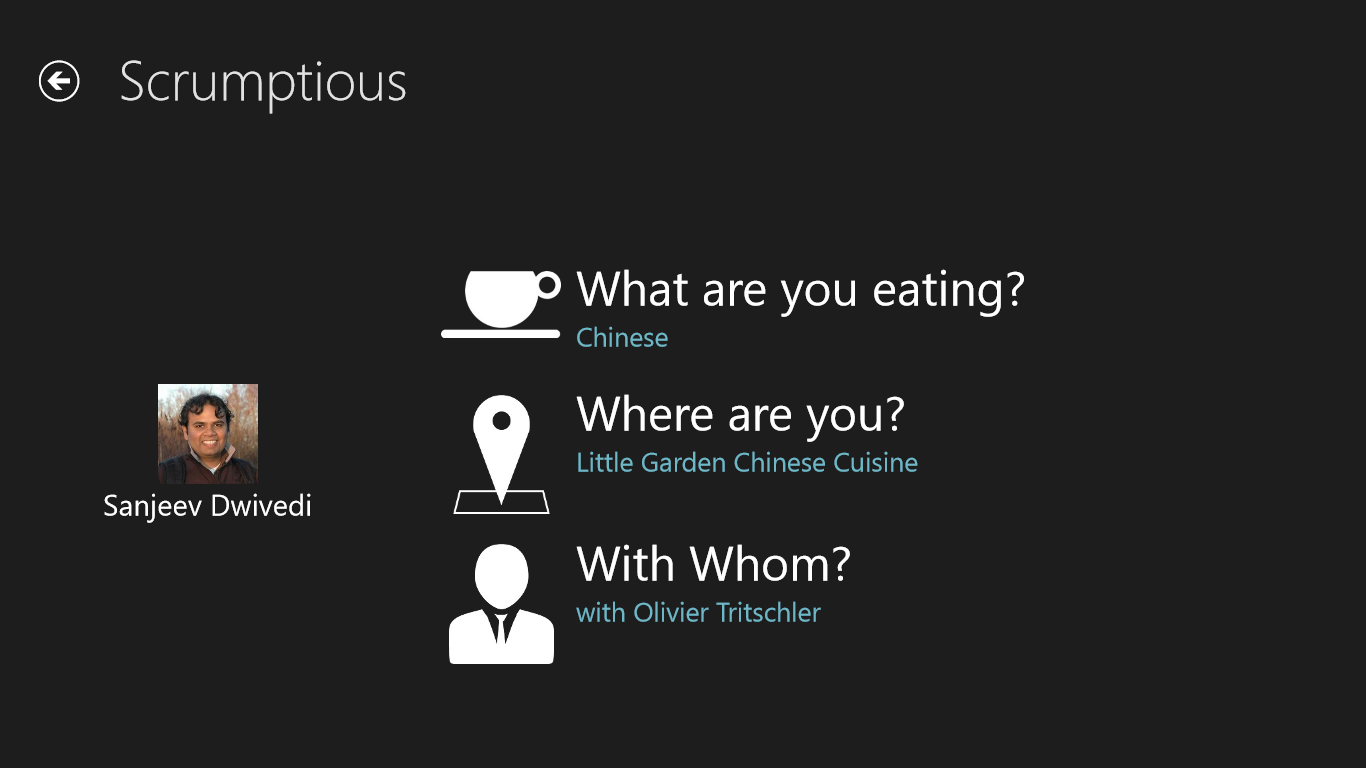 Scrumptious
What are you eating?
Chinese
Where are you?
Little Garden Chinese Cuisine
Sanjeev Dwivedi
With Whom?
with Olivier Tritschler